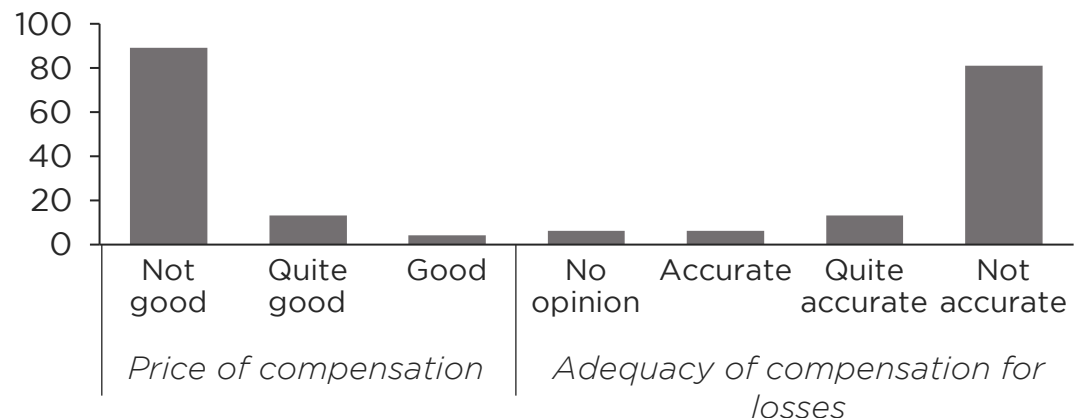 100
80
60
40
20
0
Not good
Quite good
Good
No opinion
Accurate
Quite accurate
Not accurate
Price of compensation
Adequacy of compensation for
losses